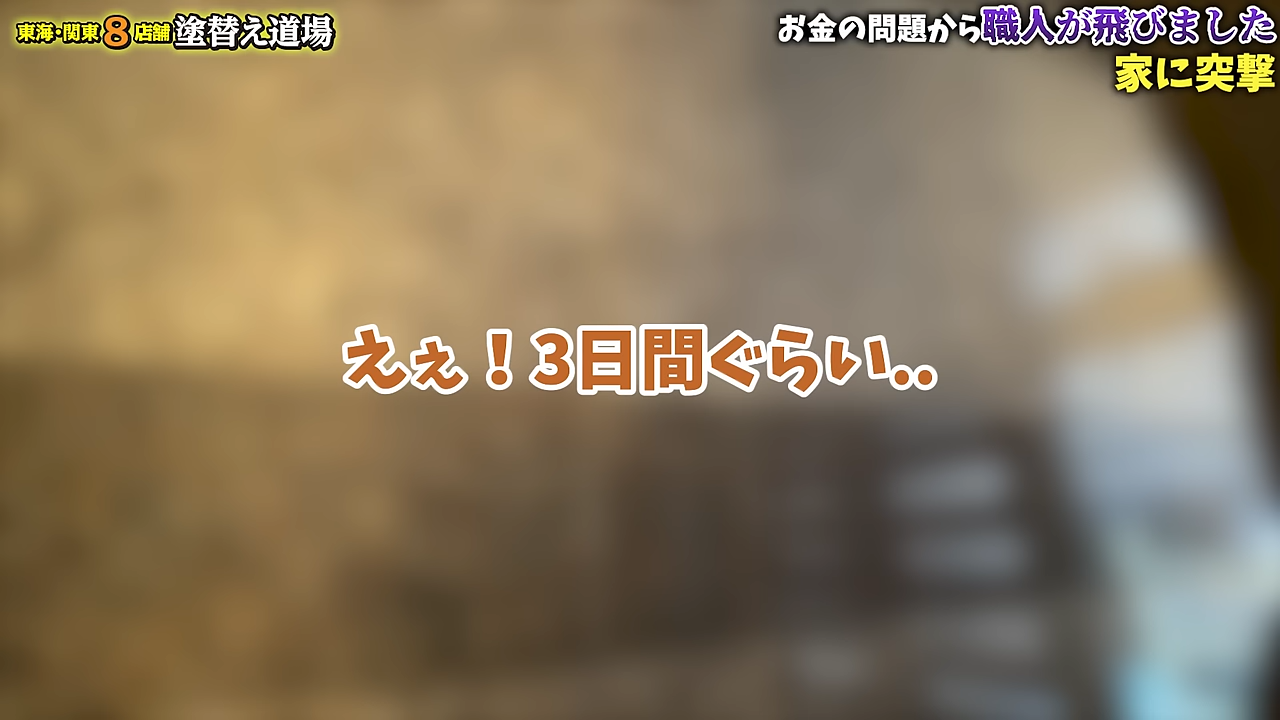 東海・関東8店舗塗替え道場
お金の問題から職人が飛びました
家に突撃
えぇ！3日間ぐらい..